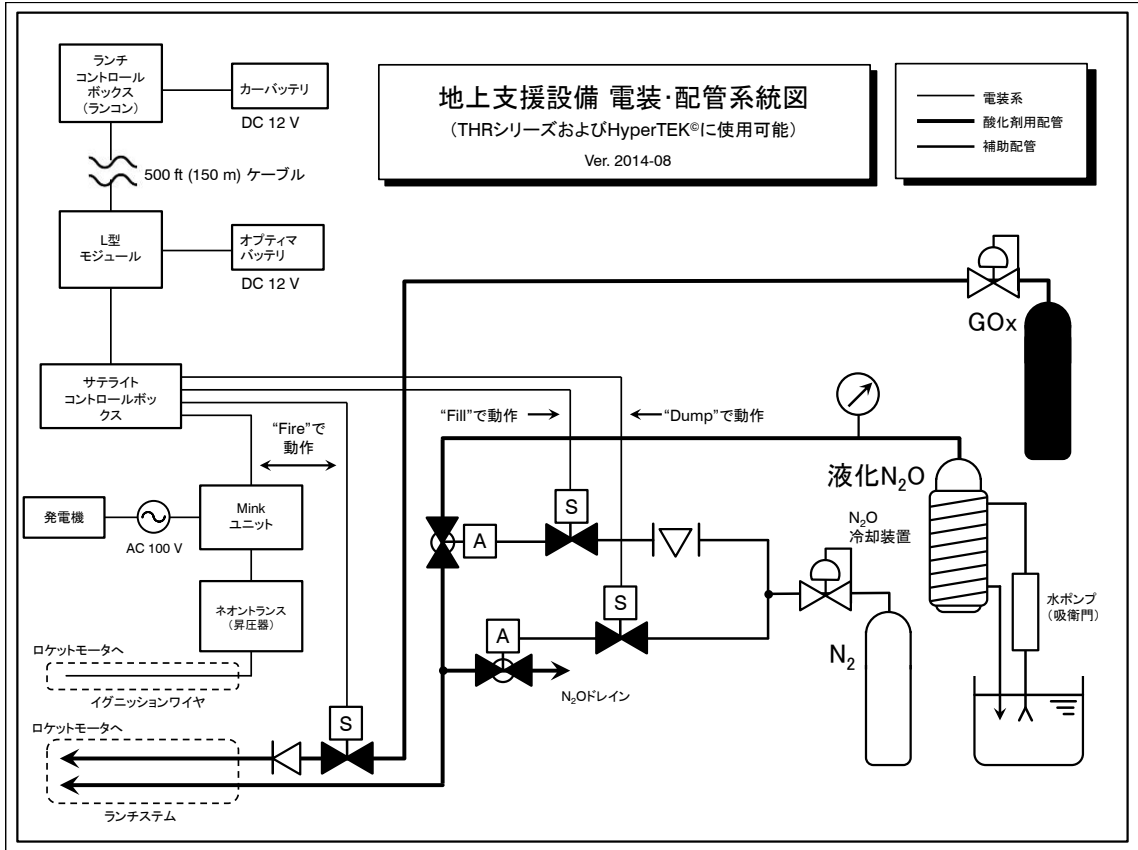 ランチ
コントロール
ボックス
（ランコン）
カーバッテリ
DC 12 V
500 ft (150 m) ケーブル
L型
モジュール
オプティマ
バッテリ
DC 12 V
地上支援設備 電装・配管系統図
（THRシリーズおよびHyperTEK©に使用可能）
Ver. 2014-08
電装系
酸化剤用配管
補助配管
GOx
サテライト
コントロールボッ
クス
“Fire”で
動作
“Fill”で動作
“Dump”で動作
発電機
AC 100 V
Mink
ユニット
ネオントランス
（昇圧器）
ロケットモータへ
イグニッションワイヤ
S
A
S
A
液化N₂O
N₂O
冷却装置
水ポンプ
（吸衛門）
N₂
N₂Oドレイン
ロケットモータへ
S
ランチステム